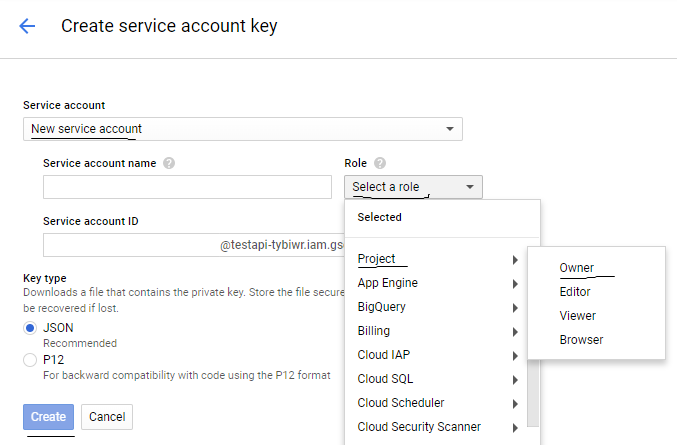 Create service account key
Service account
New service account
Service account name
Role
Select a role
Selected
Service account ID
@testapi-tybiwr.iam.gs
Project
Owner
Key type
App Engine
Editor
Downloads a file that contains the private key. Store the file
be recovered if lost.
BigQuery
Viewer
JSON
Billing
Browser
Recommended
Cloud IAP
P12
For backward compatibility with code using the P12 format
Cloud SQL
Cloud Scheduler
Create
Cancel
Cloud Security Scanner